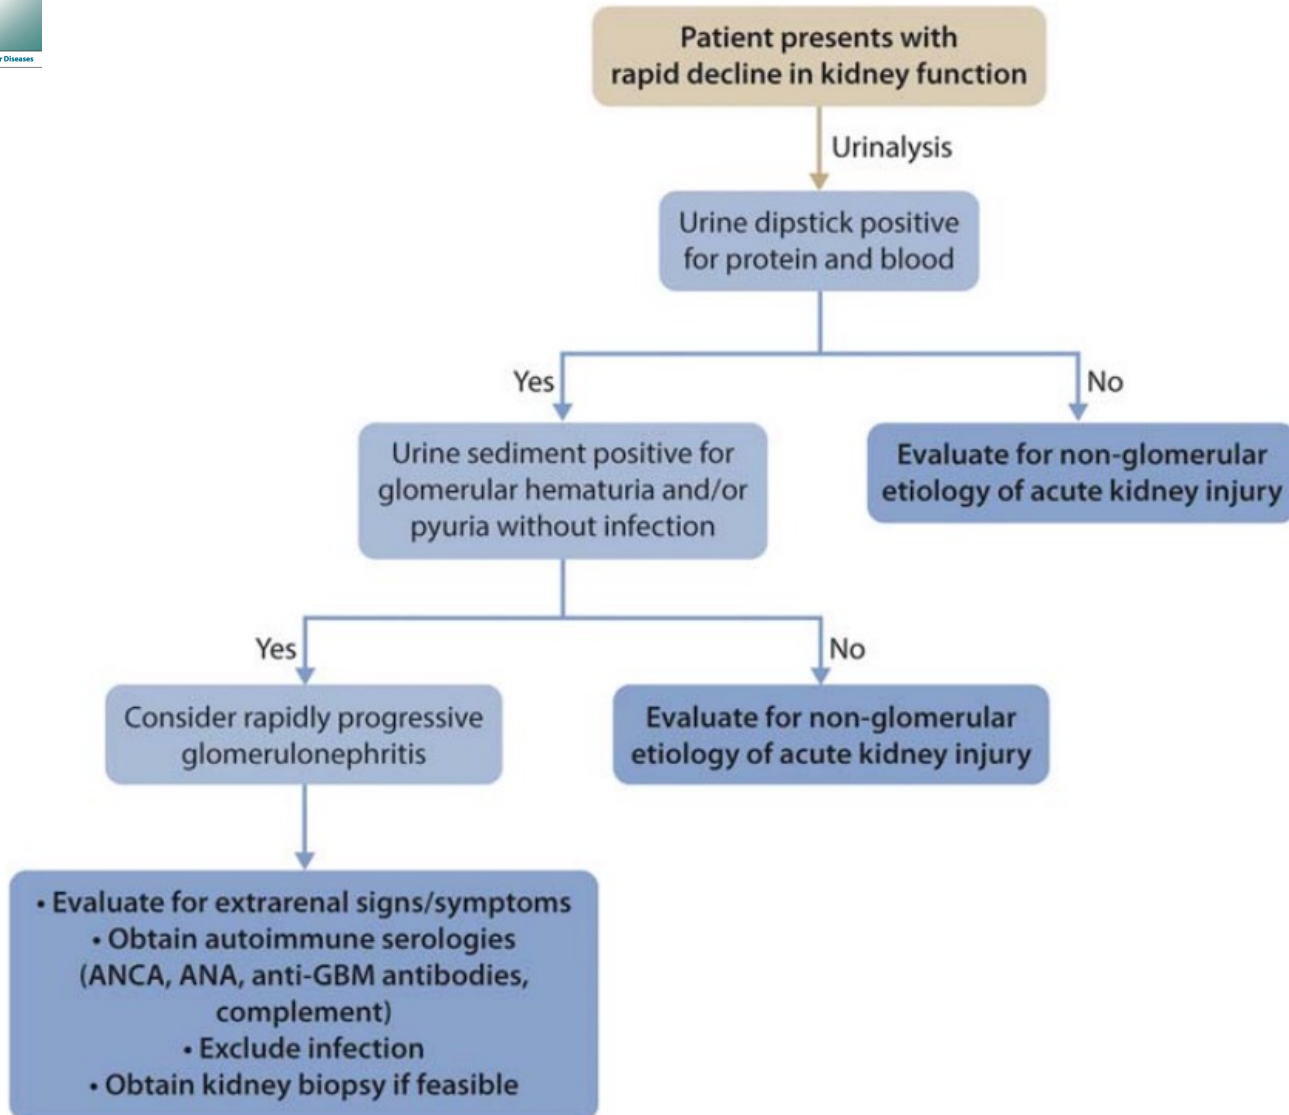 r Diseases
Patient presents with
rapid decline in kidney function
Urinalysis
Urine dipstick positive
for protein and blood
Yes
No
Urine sediment positive for
glomerular hematuria and/or
pyuria without infection
Evaluate for non-glomerular
etiology of acute kidney injury
Yes
No
Consider rapidly progressive
glomerulonephritis
Evaluate for non-glomerular
etiology of acute kidney injury
• Evaluate for extrarenal signs/symptoms
• Obtain autoimmune serologies
(ANCA, ANA, anti-GBM antibodies,
complement)
• Exclude infection
• Obtain kidney biopsy if feasible